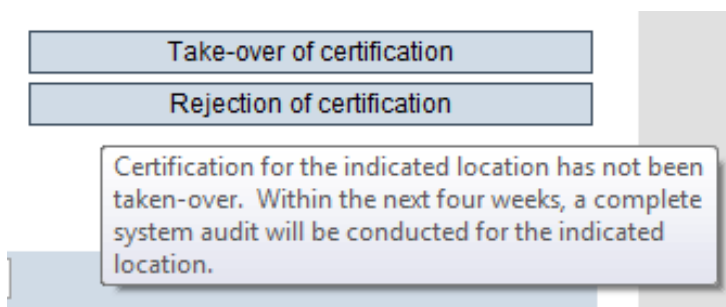 Take-over of certification
Rejection of certification
Certification for the indicated location has not been
taken-over.  Within the next four weeks, a complete
system audit will be conducted for the indicated
location.